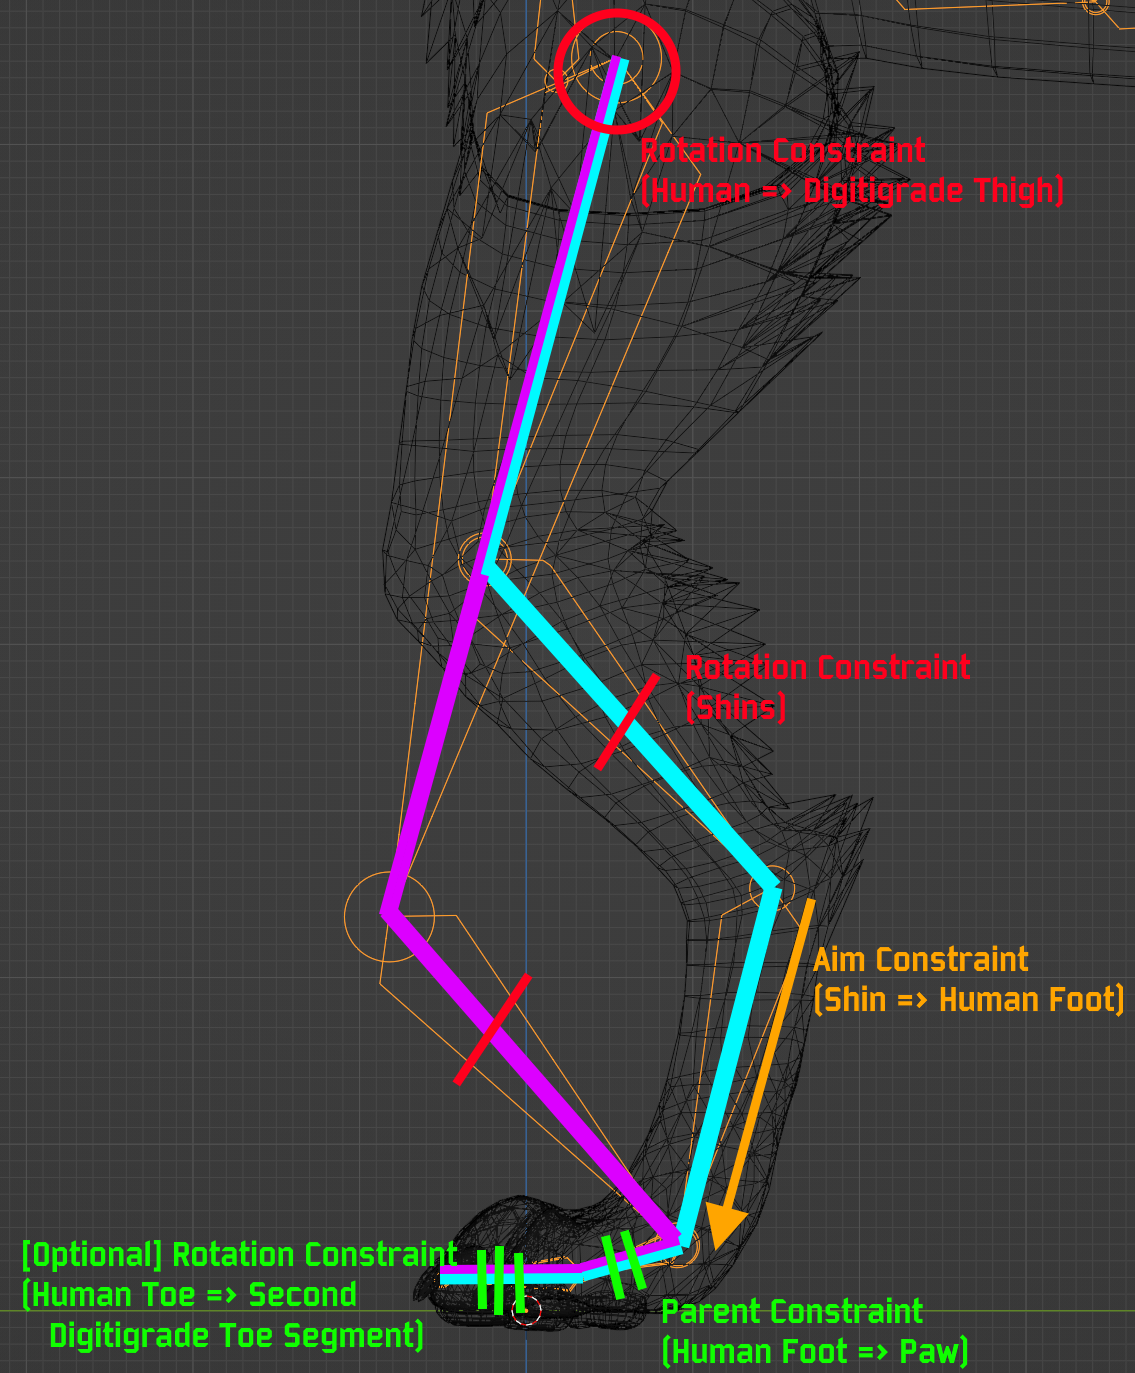 Rotation Constraint
(Human => Digitigrade Thigh)
Rotation Constraint
(Shins)
Aim Constraint
(Shin => Human Foot)
[Optional] Rotation Constraint
(Human Toe => Second
Digitigrade Toe Segment)
Parent Constraint
(Human Foot => Paw)